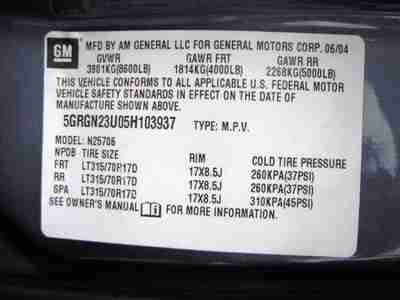 GM
MFD BY AM GENERAL LLC FOR GENERAL MOTORS CORP. 06/04
GVWR GAWR FRT GAWR RR
3901KG(8600LB) 1814KG(4000LB) 2268KG(5000LB)
THIS VEHICLE CONFORMS TO ALL APPLICABLE U.S. FEDERAL MOTOR
VEHICLE SAFETY STANDARDS IN EFFECT ON THE DATE OF
MANUFACTURE SHOWN ABOVE.
5GRGN23U05H103937 TYPE: M.P.V.
MODEL: N25706
NPOB TIRE SIZE RIM COLD TIRE PRESSURE
FRT LT315/70R17D 17X8.5J 260KPA(37PSI)
RR LT315/70R17D 17X8.5J 260KPA(37PSI)
SPA LT315/70R17D 17X8.5J 310KPA(45PSI)
SEE OWNER'S MANUAL FOR MORE INFORMATION.